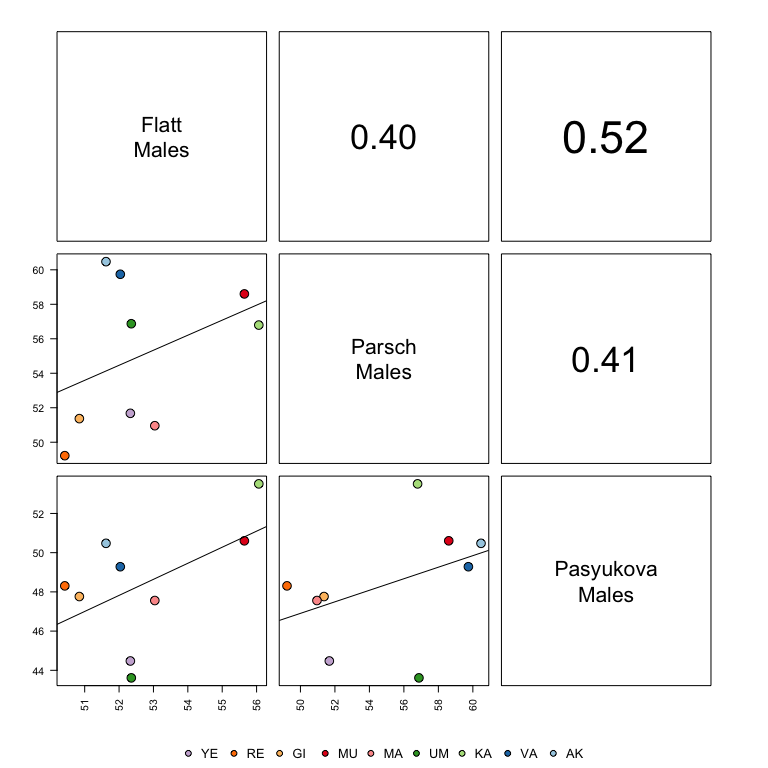 Flatt
Males
0.40
0.52
60
58
56
54
52
50
Parsch
Males
0.41
52
50
48
46
44
Pasyukova
Males
51 52 53 54 55 56
50 52 54 56 58 60
YE RE GI MU MA UM KA VA AK